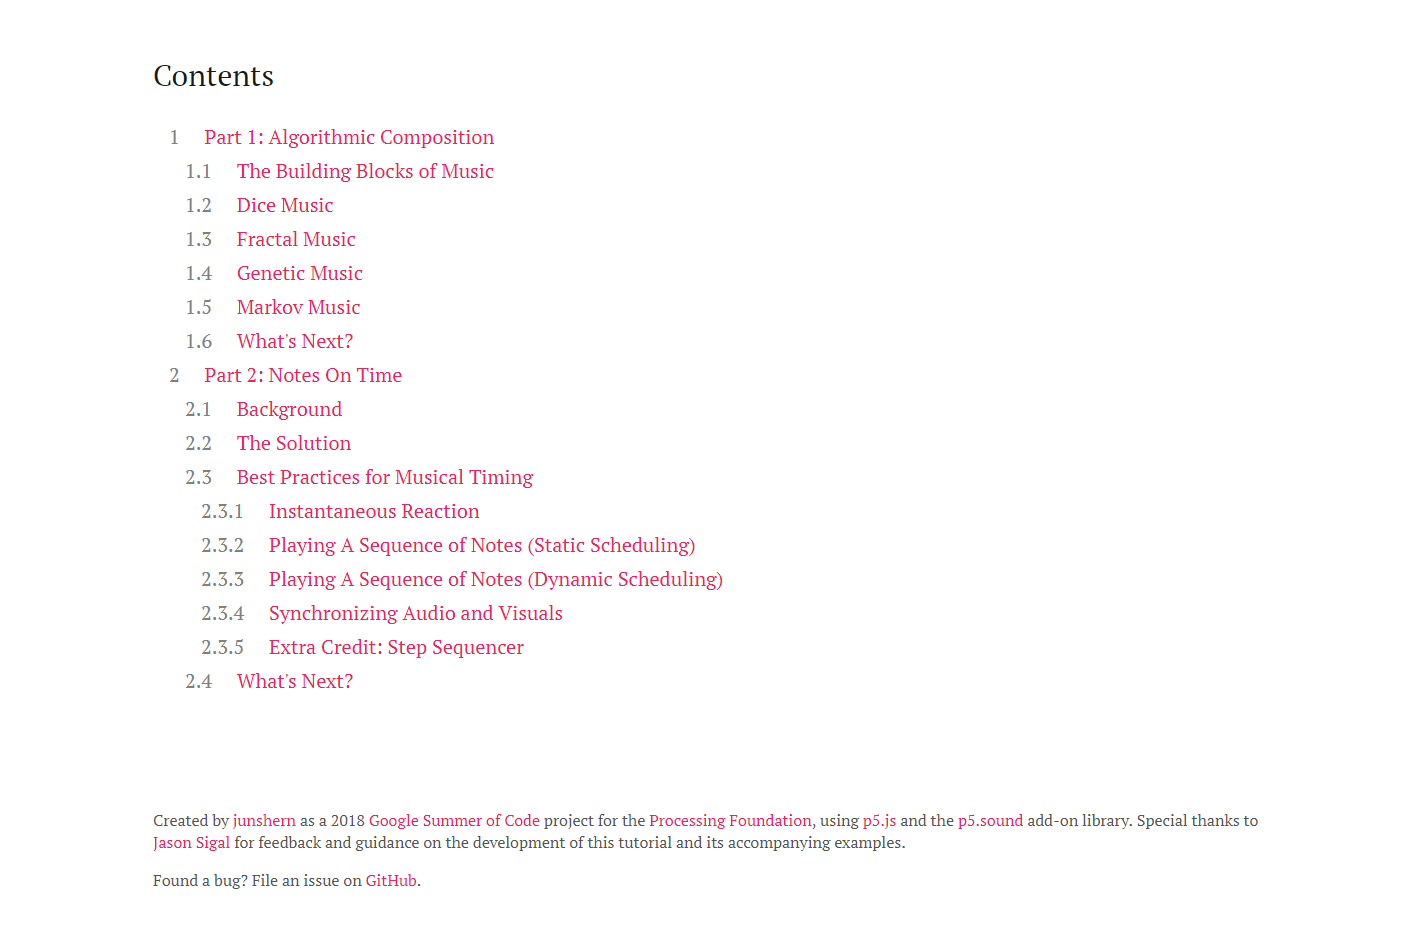 Contents
1 Part 1: Algorithmic Composition
1.1 The Building Blocks of Music
1.2 Dice Music
1.3 Fractal Music
1.4 Genetic Music
1.5 Markov Music
1.6 What's Next?
2 Part 2: Notes On Time
2.1 Background
2.2 The Solution
2.3 Best Practices for Musical Timing
2.3.1 Instantaneous Reaction
2.3.2 Playing A Sequence of Notes (Static Scheduling)
2.3.3 Playing A Sequence of Notes (Dynamic Scheduling)
2.3.4 Synchronizing Audio and Visuals
2.3.5 Extra Credit: Step Sequencer
2.4 What's Next?
Created by junshern as a 2018 Google Summer of Code project for the Processing Foundation, using p5.js and the p5.sound add-on library. Special thanks to
Jason Sigal for feedback and guidance on the development of this tutorial and its accompanying examples.
Found a bug? File an issue on GitHub.